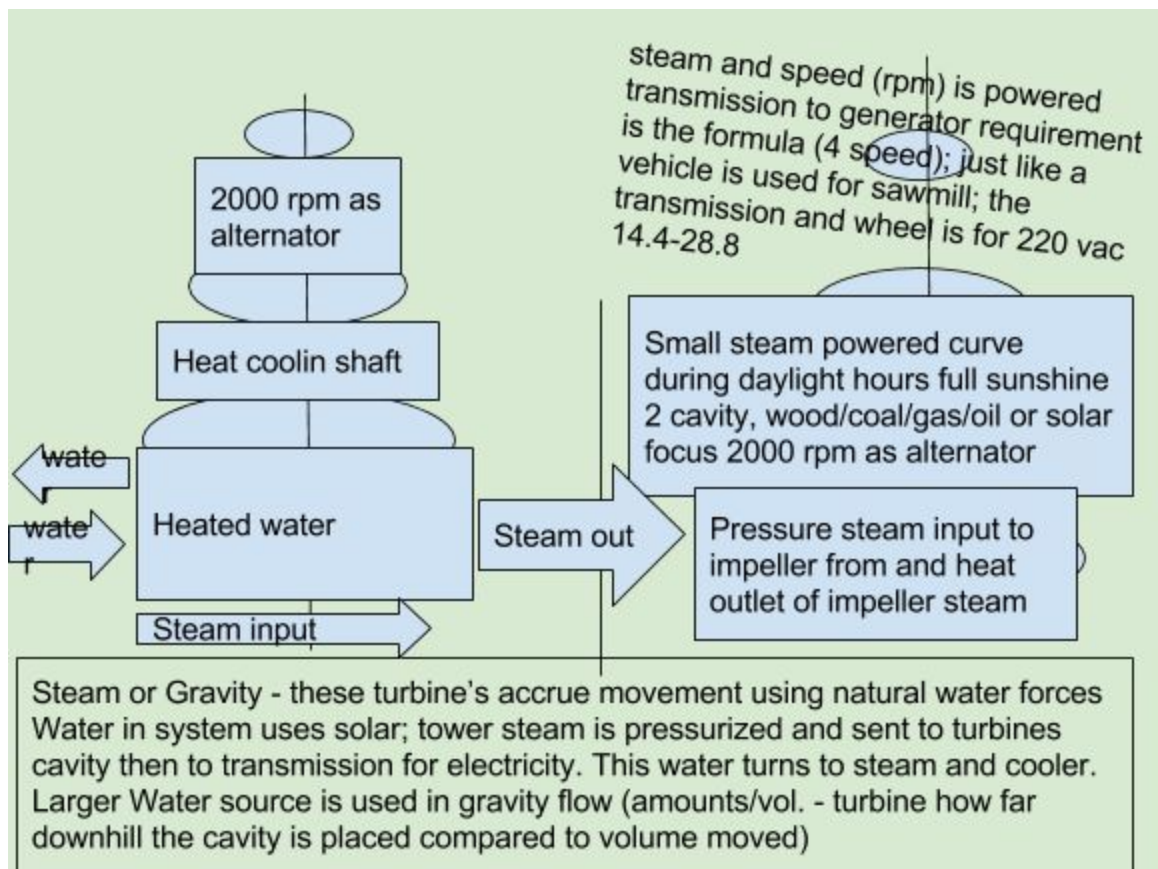 steam and speed (rpm) is powered
transmission to generator requirement
is the formula (4 speed); just like a
vehicle is used for sawmill; the
transmission and wheel is for 220 vac
14.4-28.8
2000 rpm as
alternator
Heat coolin shaft
Small steam powered curve
during daylight hours full sunshine
2 cavity, wood/coal/gas/oil or solar
focus 2000 rpm as alternator
wate
r
wate
r
Heated water
Steam out
Pressure steam input to
impeller from and heat
outlet of impeller steam
Steam input
Steam or Gravity - these turbine's accrue movement using natural water forces
Water in system uses solar; tower steam is pressurized and sent to turbines
cavity then to transmission for electricity. This water turns to steam and cooler.
Larger Water source is used in gravity flow (amounts/vol. - turbine how far
downhill the cavity is placed compared to volume moved)